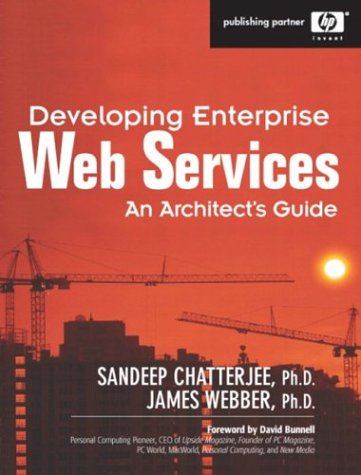 publishing partner
hp
invent
Developing Enterprise
Web Services
An Architect's Guide
SANDEEP CHATTERJEE, Ph.D.
JAMES WEBBER, Ph.D.
Foreword by David Bunnell
Personal Computing Pioneer, CEO of Upside Magazine, Founder of PC Magazine,
PC World, MacWorld, Personal Computing, and New Media